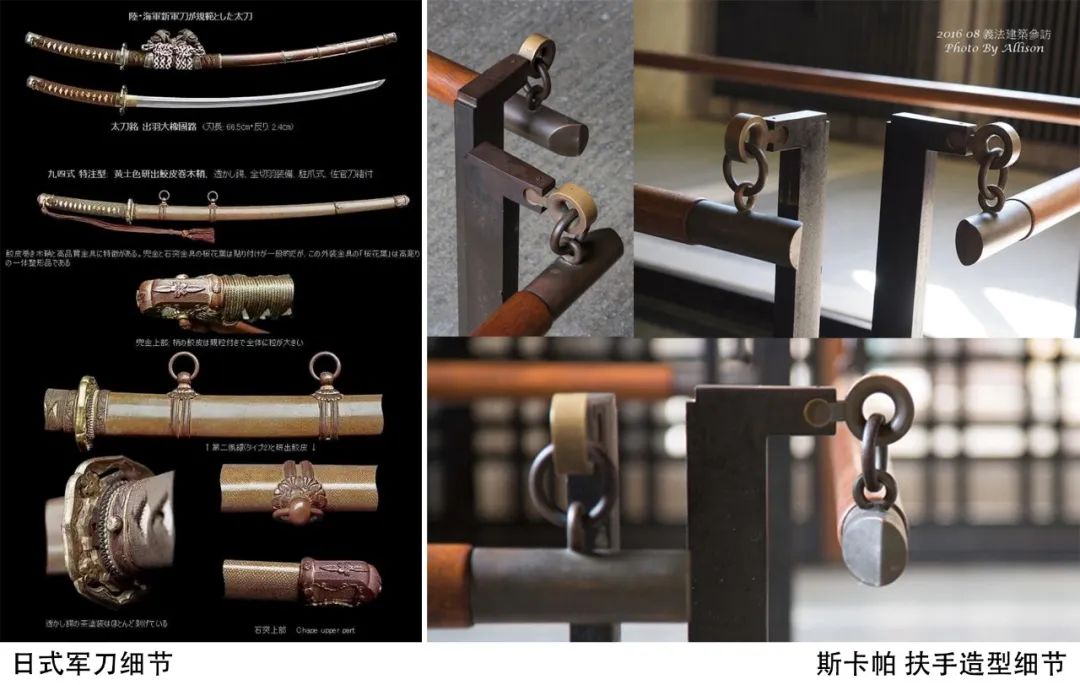 陸・海軍新軍刀が規範とした太刀
太刀銘 出羽大掾國路 (刃長: 66.5cm・反り 2.4cm)
九四式 特注型: 黄土色研出鮫皮巻木鞘、透かし鍔、全切羽装備、駐爪式、佐官刀緒付
鮫皮巻き木鞘と高品質金具に特徴がある。兜金と石突金具の桜花葉は貼り付けが一般的だが、この外装金具の「桜花葉」は高彫り
の一体整形品である
兜金上部 柄の鮫皮は親粒付きで全体に粒が大きい
↑第二佩鐶(タイプ2)と研出鮫皮 ↓
透かし鍔の茶塗装はほとんど剥げている
石突上部 Chape upper part
2016 08 義法建築參訪
Photo By Allison
日式军刀细节
斯卡帕 扶手造型细节